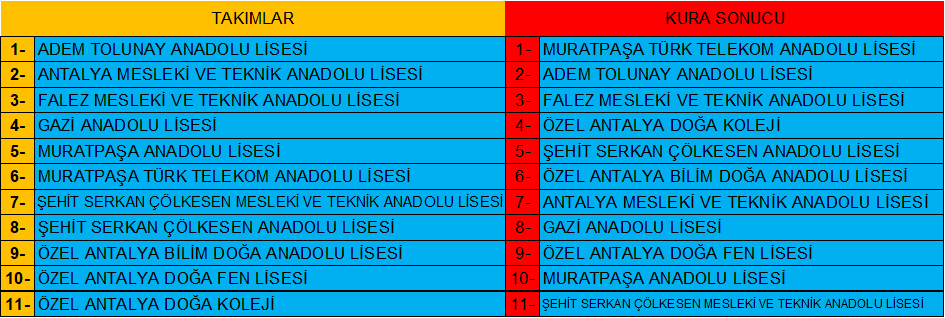 TAKIMLAR KURA SONUCU
1- ADEM TOLUNAY ANADOLU LİSESİ 1- MURATPAŞA TÜRK TELEKOM ANADOLU LİSESİ
2- ANTALYA MESLEKİ VE TEKNİK ANADOLU LİSESİ 2- ADEM TOLUNAY ANADOLU LİSESİ
3- FALEZ MESLEKİ VE TEKNİK ANADOLU LİSESİ 3- FALEZ MESLEKİ VE TEKNİK ANADOLU LİSESİ
4- GAZİ ANADOLU LİSESİ 4- ÖZEL ANTALYA DOĞA KOLEJİ
5- MURATPAŞA ANADOLU LİSESİ 5- ŞEHİT SERKAN ÇÖLKESEN ANADOLU LİSESİ
6- MURATPAŞA TÜRK TELEKOM ANADOLU LİSESİ 6- ÖZEL ANTALYA BİLİM DOĞA ANADOLU LİSESİ
7- ŞEHİT SERKAN ÇÖLKESEN MESLEKİ VE TEKNİK ANADOLU LİSESİ 7- ANTALYA MESLEKİ VE TEKNİK ANADOLU LİSESİ
8- ŞEHİT SERKAN ÇÖLKESEN ANADOLU LİSESİ 8- GAZİ ANADOLU LİSESİ
9- ÖZEL ANTALYA BİLİM DOĞA ANADOLU LİSESİ 9- ÖZEL ANTALYA DOĞA FEN LİSESİ
10- ÖZEL ANTALYA DOĞA FEN LİSESİ 10- MURATPAŞA ANADOLU LİSESİ
11- ÖZEL ANTALYA DOĞA KOLEJİ 11- ŞEHİT SERKAN ÇÖLKESEN MESLEKİ VE TEKNİK ANADOLU LİSESİ